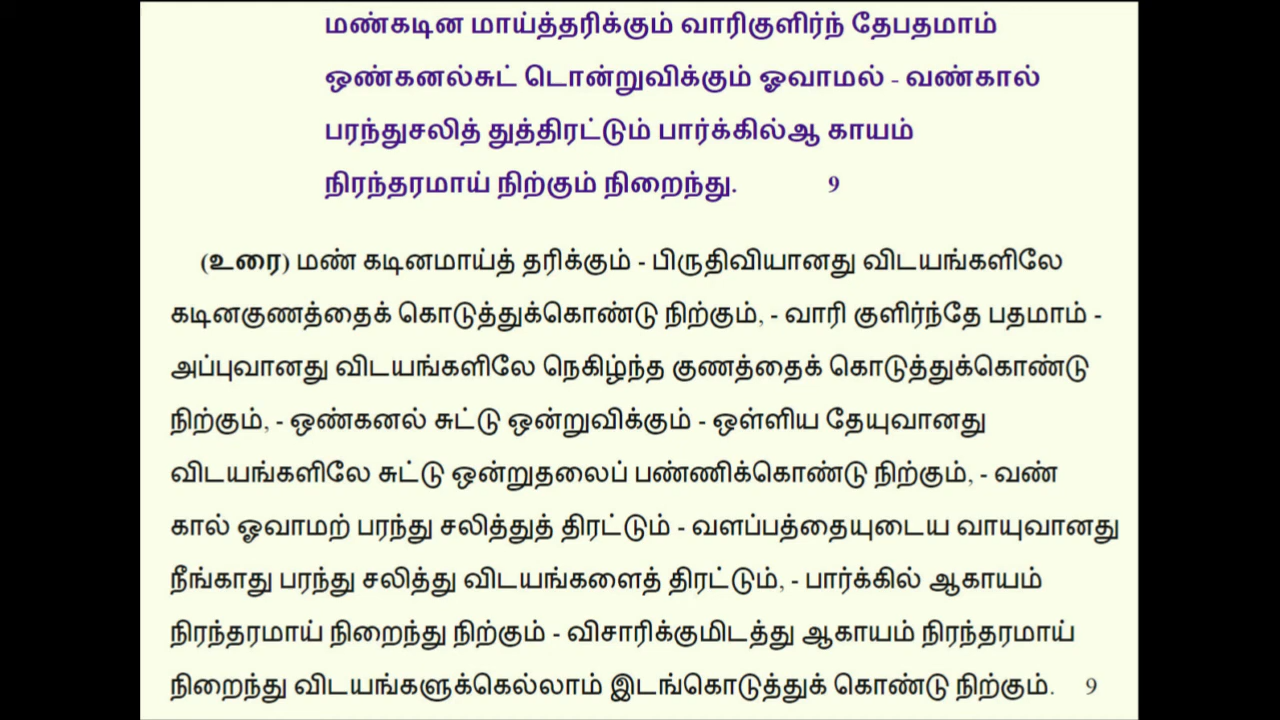 மண்கடின மாய்த்தரிக்கும் வாரிகுளிர்ந் தேபதமாம்
ஒண்கனல்சுட் டொன்றுவிக்கும் ஓவாமல் - வண்கால்
பரந்துசலித் துத்திரட்டும் பார்க்கில்ஆ காயம்
நிரந்தரமாய் நிற்கும் நிறைந்து. 9
(உரை) மண் கடினமாய்த் தரிக்கும் - பிருதிவியானது விடயங்களிலே
கடினகுணத்தைக் கொடுத்துக்கொண்டு நிற்கும், - வாரி குளிர்ந்தே பதமாம் -
அப்புவானது விடயங்களிலே நெகிழ்ந்த குணத்தைக் கொடுத்துக்கொண்டு
நிற்கும், - ஒண்கனல் சுட்டு ஒன்றுவிக்கும் - ஒள்ளிய தேயுவானது
விடயங்களிலே சுட்டு ஒன்றுதலைப் பண்ணிக்கொண்டு நிற்கும், - வண்
கால் ஓவாமற் பரந்து சலித்துத் திரட்டும் - வளப்பத்தையுடைய வாயுவானது
நீங்காது பரந்து சலித்து விடயங்களைத் திரட்டும், - பார்க்கில் ஆகாயம்
நிரந்தரமாய் நிறைந்து நிற்கும் - விசாரிக்குமிடத்து ஆகாயம் நிரந்தரமாய்
நிறைந்து விடயங்களுக்கெல்லாம் இடங்கொடுத்துக் கொண்டு நிற்கும். 9